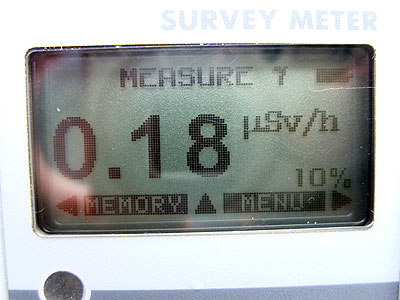 SURVEY METER
MEASURE γ
0.18 μSv/h
10%
MEMORY MENU